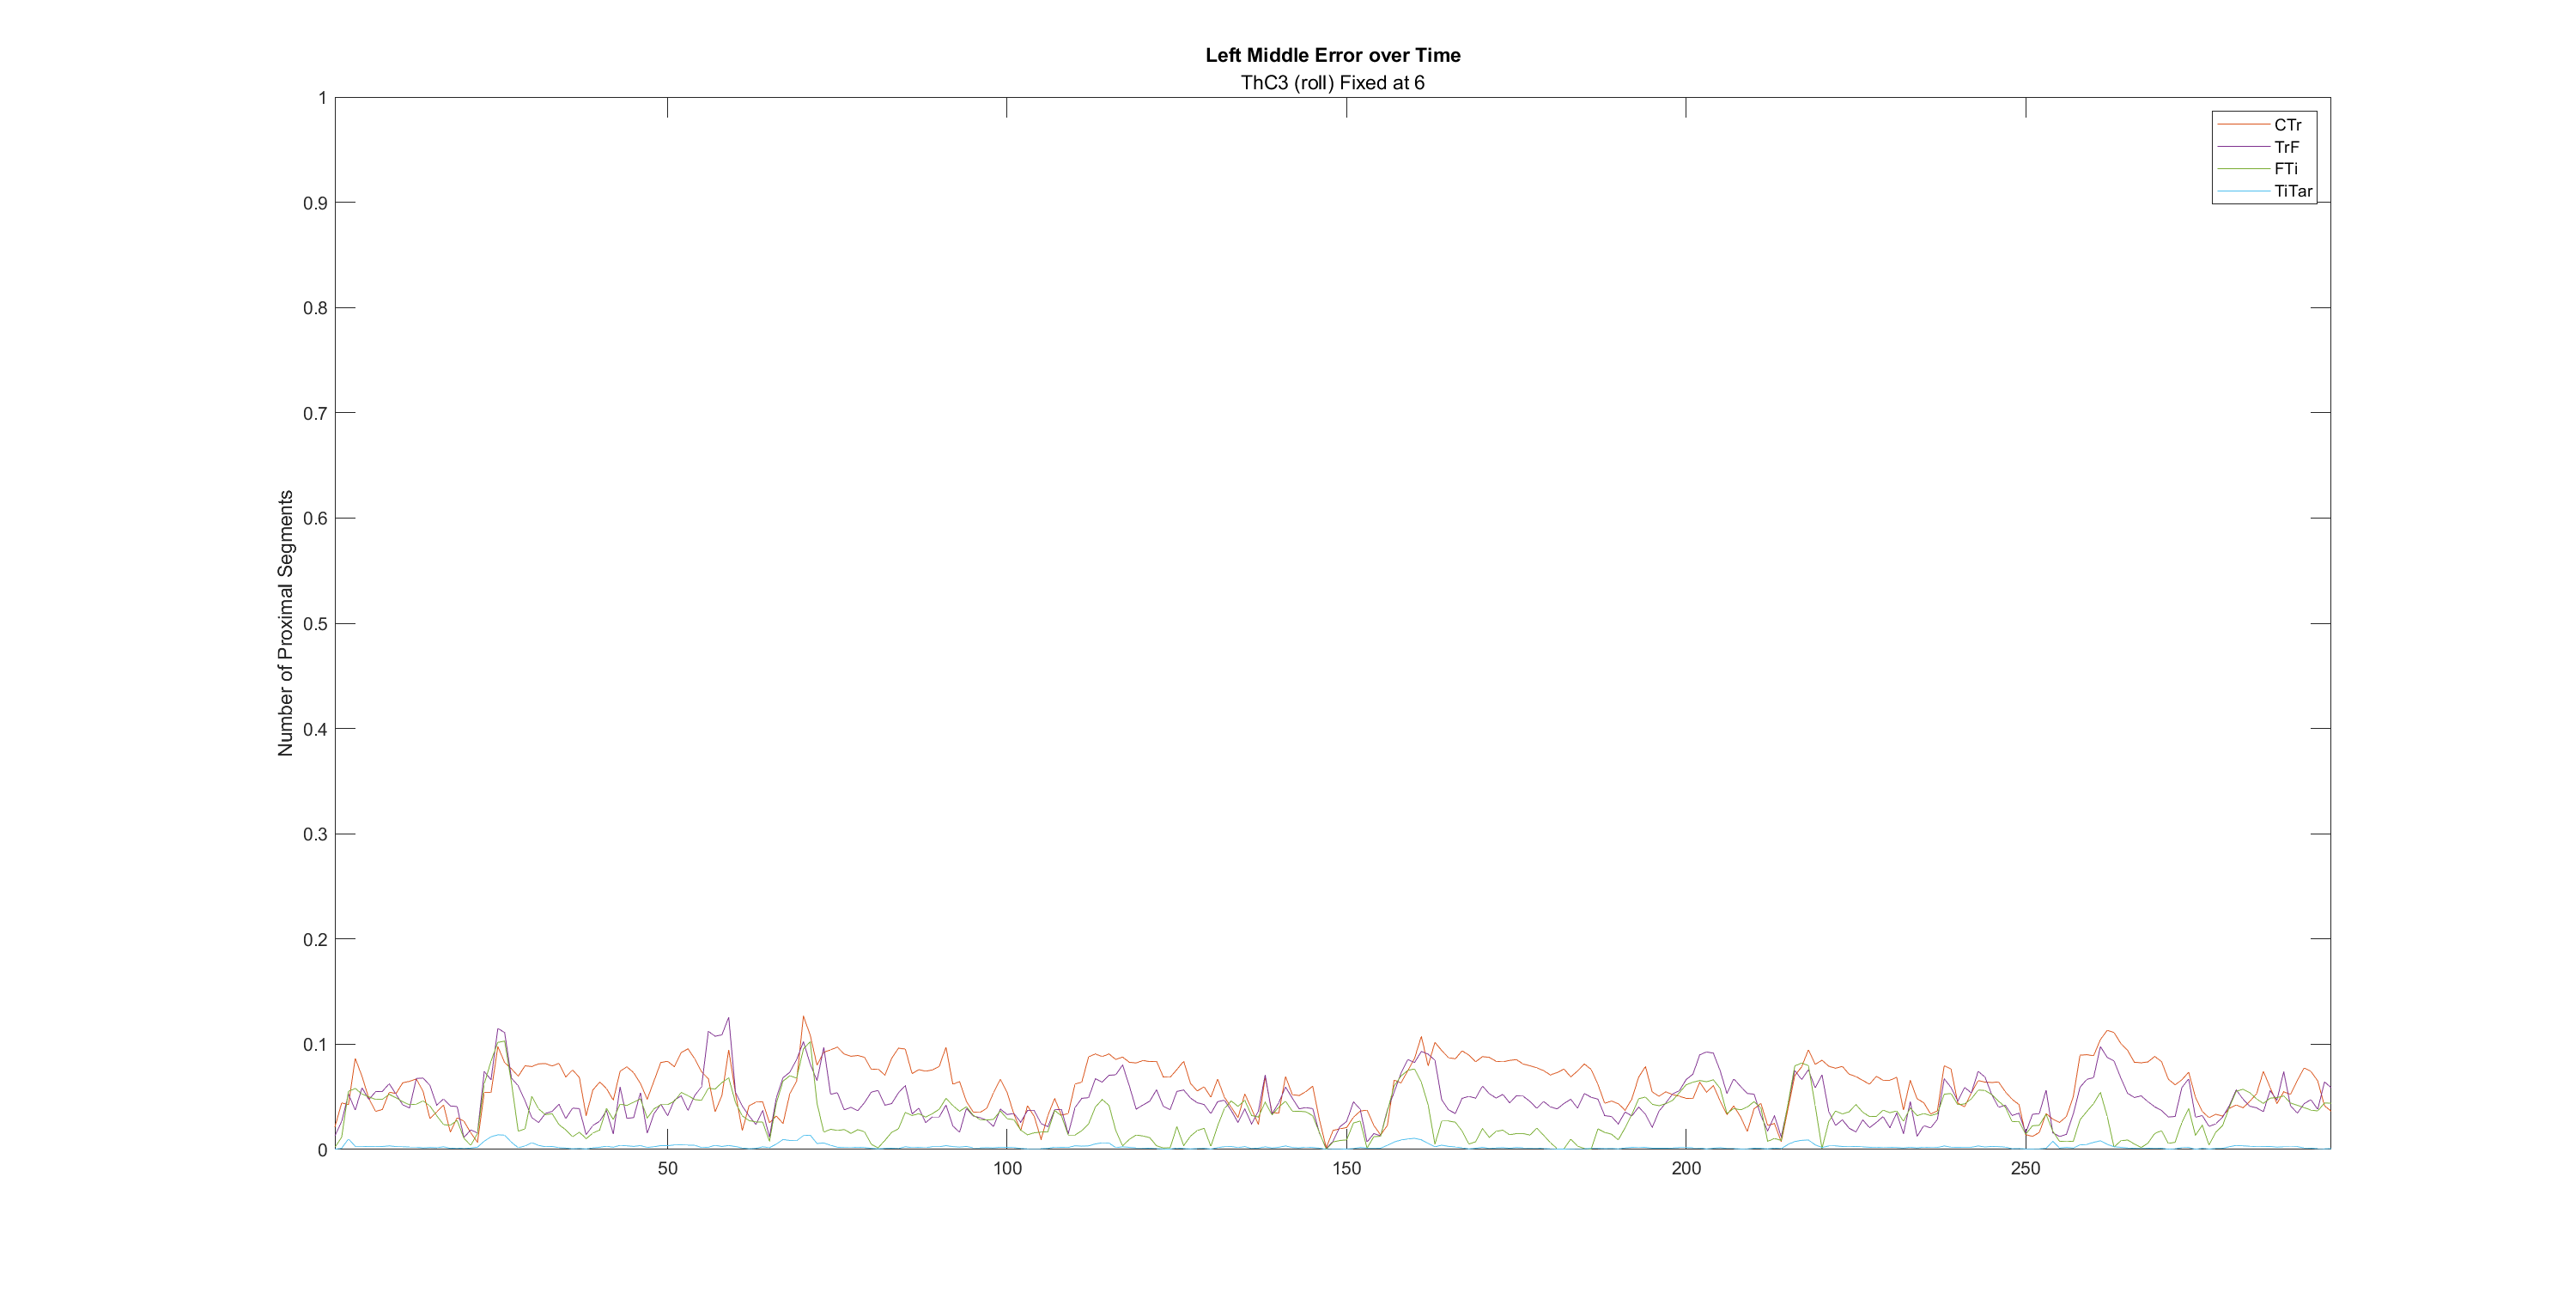 Left Middle Error over Time
ThC3 (roll) Fixed at 6
1
0.9
0.8
0.7
0.6
0.5
0.4
0.3
0.2
0.1
0
Number of Proximal Segments
50
100
150
200
250
CTr
TrF
FTi
TiTar